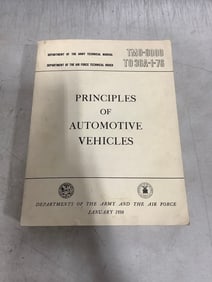 DEPARTMENT OF THE ARMY TECHNICAL MANUAL
TM9-8000
DEPARTMENT OF THE AIR FORCE TECHNICAL ORDER
TO 36A-1-76
PRINCIPLES
OF
AUTOMOTIVE
VEHICLES
DEPARTMENTS OF THE ARMY AND THE AIR FORCE
JANUARY 1956